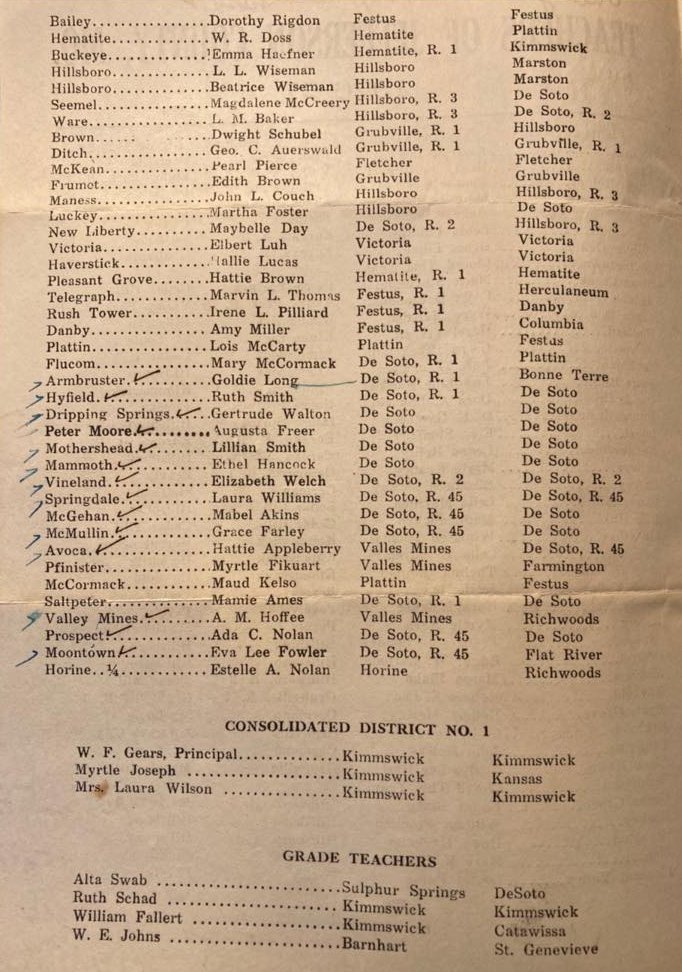 Bailey....................Dorothy Rigdon Festus Festus
Hematite................W. R. Doss Hematite Plattin
Buckeye................Emma Haefner Hematite, R. 1 Kimmswick
Hillsboro...............L. L. Wiseman Hillsboro Marston
Hillsboro...............Beatrice Wiseman Hillsboro Marston
Seemel..................Magdalene McCreery Hillsboro, R. 3 De Soto
Ware....................L. M. Baker Hillsboro, R. 3 De Soto, R. 2
Brown...... .......Dwight Schubel Grubville, R. 1 Hillsboro
Ditch....................Geo. C. Auerswald Grubville, R. 1 Grubville, R. 1
McKean.................Pearl Pierce Fletcher Fletcher
Frumet..................Edith Brown Grubville Grubville
Maness..................John L. Couch Hillsboro Hillsboro, R. 3
Luckey..................Martha Foster Hillsboro De Soto
New Liberty............Maybelle Day De Soto, R. 2 Hillsboro, R. 3
Victoria.................Elbert Luh Victoria Victoria
Haverstick..............Hallie Lucas Victoria Victoria
Pleasant Grove........Hattie Brown Hematite, R. 1 Hematite
Telegraph...............Marvin L. Thomas Festus, R. 1 Herculaneum
Rush Tower............Irene L. Pilliard Festus, R. 1 Danby
Danby...................Amy Miller Festus, R. 1 Columbia
Plattin...................Lois McCarty Plattin Festus
Flucom..................Mary McCormack De Soto, R. 1 Plattin
Armbruster............Goldie Long De Soto, R. 1 Bonne Terre
Hyfield..................Ruth Smith De Soto, R. 1 De Soto
Dripping Springs......Gertrude Walton De Soto De Soto
Peter Moore............Augusta Freer De Soto De Soto
Mothershead...........Lillian Smith De Soto De Soto
Mammoth...............Ethel Hancock De Soto De Soto
Vineland................Elizabeth Welch De Soto, R. 2 De Soto, R. 2
Springdale..............Laura Williams De Soto, R. 45 De Soto, R. 45
McGehan................Mabel Akins De Soto, R. 45 De Soto
McMullin................Grace Farley De Soto, R. 45 De Soto
Avoca...................Hattie Appleberry Valles Mines De Soto, R. 45
Pfinister.................Myrtle Fikuart Valles Mines Farmington
McCormack.............Maud Kelso Plattin Festus
Saltpeter................Mamie Ames De Soto, R. 1 De Soto
Valley Mines...........A. M. Hoffee Valles Mines Richwoods
Prospect.................Ada C. Nolan De Soto, R. 45 De Soto
Moontown..............Eva Lee Fowler De Soto, R. 45 Flat River
Horine..¼..............Estelle A. Nolan Horine Richwoods
CONSOLIDATED DISTRICT NO. 1
W. F. Gears, Principal.............Kimmswick Kimmswick
Myrtle Joseph ....................Kimmswick Kansas
Mrs. Laura Wilson ...............Kimmswick Kimmswick
GRADE TEACHERS
Alta Swab ........................Sulphur Springs DeSoto
Ruth Schad .......................Kimmswick Kimmswick
William Fallert ...................Kimmswick Catawissa
W. E. Johns ......................Barnhart St. Genevieve